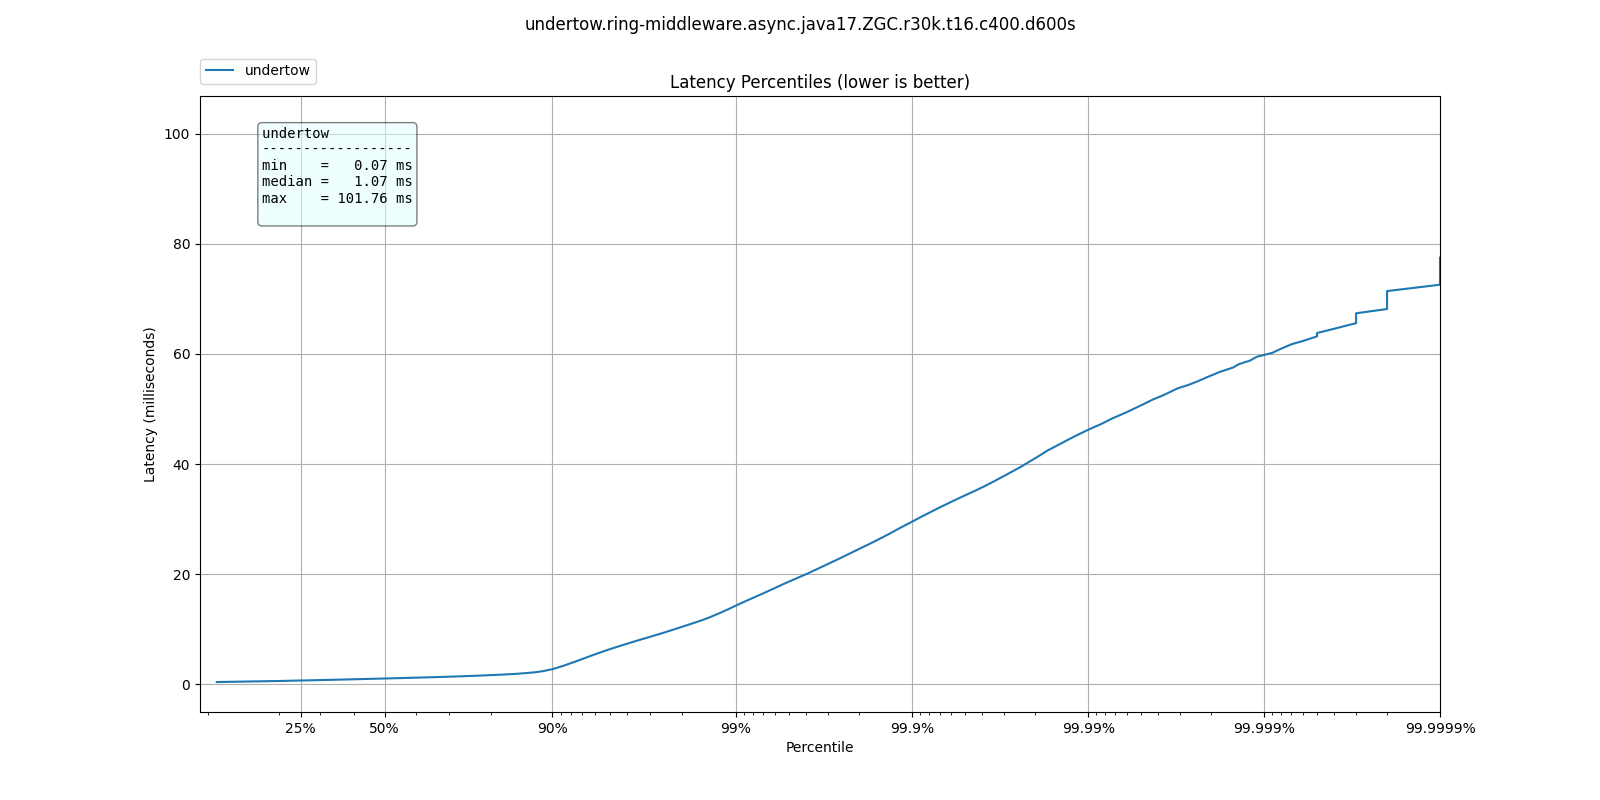 undertow.ring-middleware.async.java17.ZGC.r30k.t16.c400.d600s
undertow
Latency Percentiles (lower is better)
undertow
------------------
min    =   0.07 ms
median =   1.07 ms
max    = 101.76 ms
100
80
60
40
20
0
Latency (milliseconds)
25% 50% 90% 99% 99.9% 99.99% 99.999% 99.9999%
Percentile